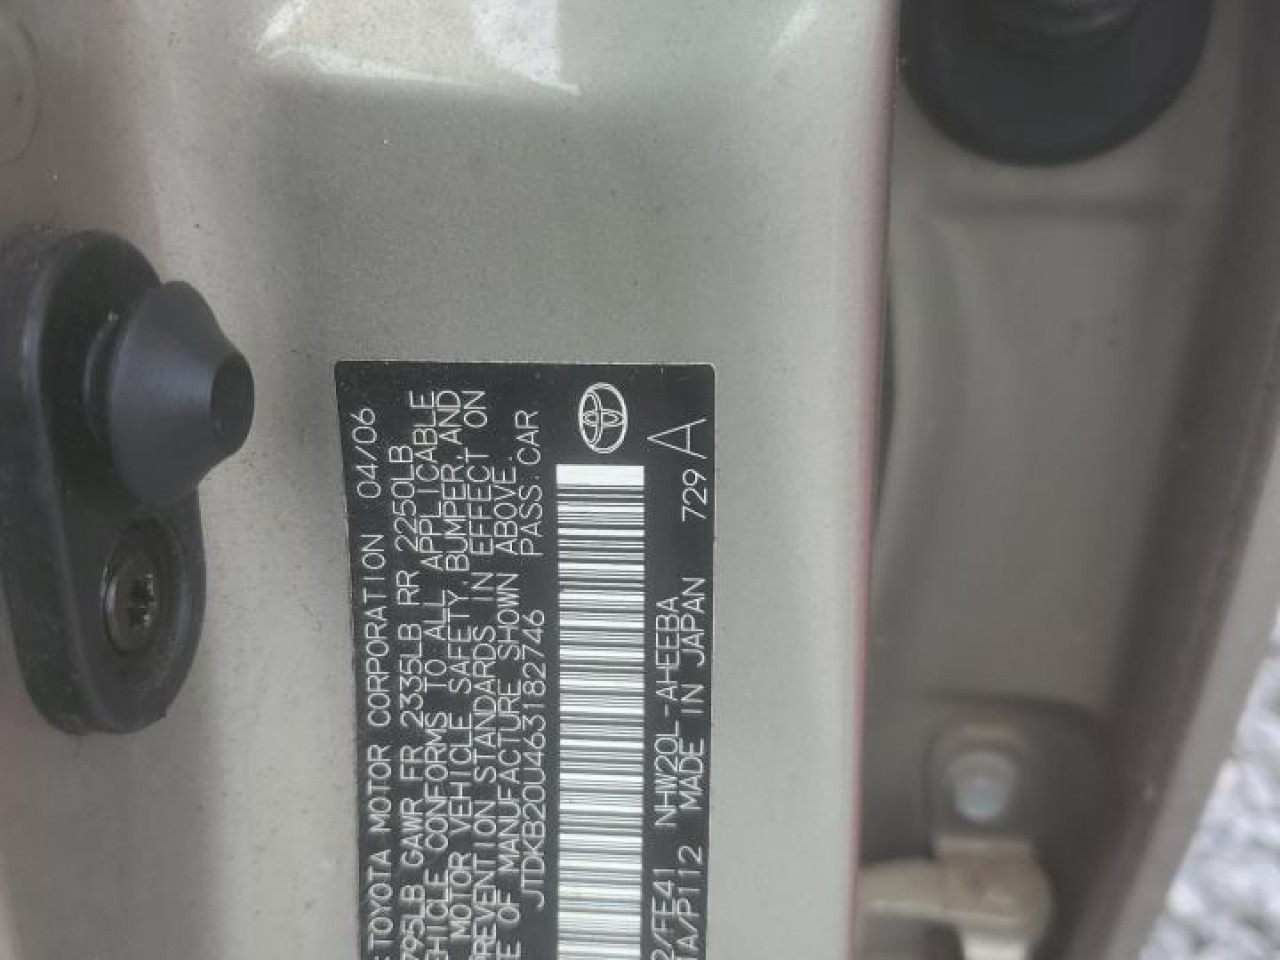 TOYOTA MOTOR CORPORATION 04/06
795LB GAWR FR 2335LB RR 2250LB
VEHICLE CONFORMS TO ALL APPLICABLE
MOTOR VEHICLE SAFETY, BUMPER, AND
PREVENTION STANDARDS IN EFFECT ON
OF MANUFACTURE SHOWN ABOVE.
JTDKB20U463182746 PASS.CAR
2/FE41 NHW20L-AHEEBA A
1A/P112 MADE IN JAPAN 729